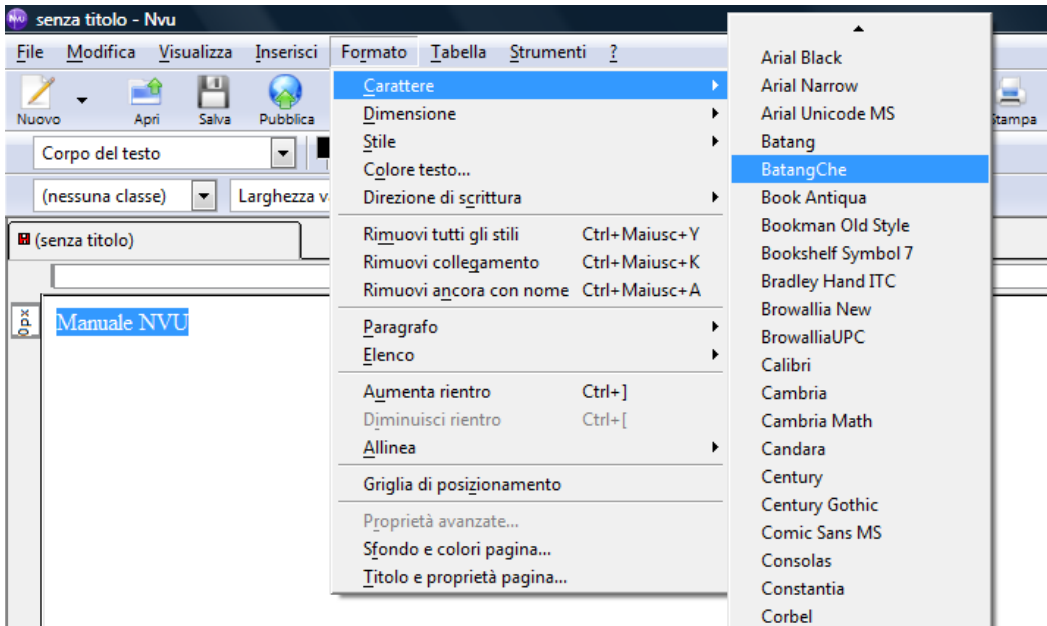 senza titolo - Nvu
File Modifica Visualizza Inserisci Formato Tabella Strumenti ?
Nuovo Apri Salva Pubblica
Corpo del testo
(nessuna classe) Larghezza
(senza titolo)
0px
Manuale NVU
Carattere
Dimensione
Stile
Colore testo...
Direzione di scrittura
Rimuovi tutti gli stili Ctrl+Maiusc+Y
Rimuovi collegamento Ctrl+Maiusc+K
Rimuovi ancora con nome Ctrl+Maiusc+A
Paragrafo
Elenco
Aumenta rientro Ctrl+]
Diminuisci rientro Ctrl+[
Allinea
Griglia di posizionamento
Proprietà avanzate...
Sfondo e colori pagina...
Titolo e proprietà pagina...
Arial Black
Arial Narrow
Arial Unicode MS
Batang
BatangChe
Book Antiqua
Bookman Old Style
Bookshelf Symbol 7
Bradley Hand ITC
Browallia New
BrowalliaUPC
Calibri
Cambria
Cambria Math
Candara
Century
Century Gothic
Comic Sans MS
Consolas
Constantia
Corbel
Stampa